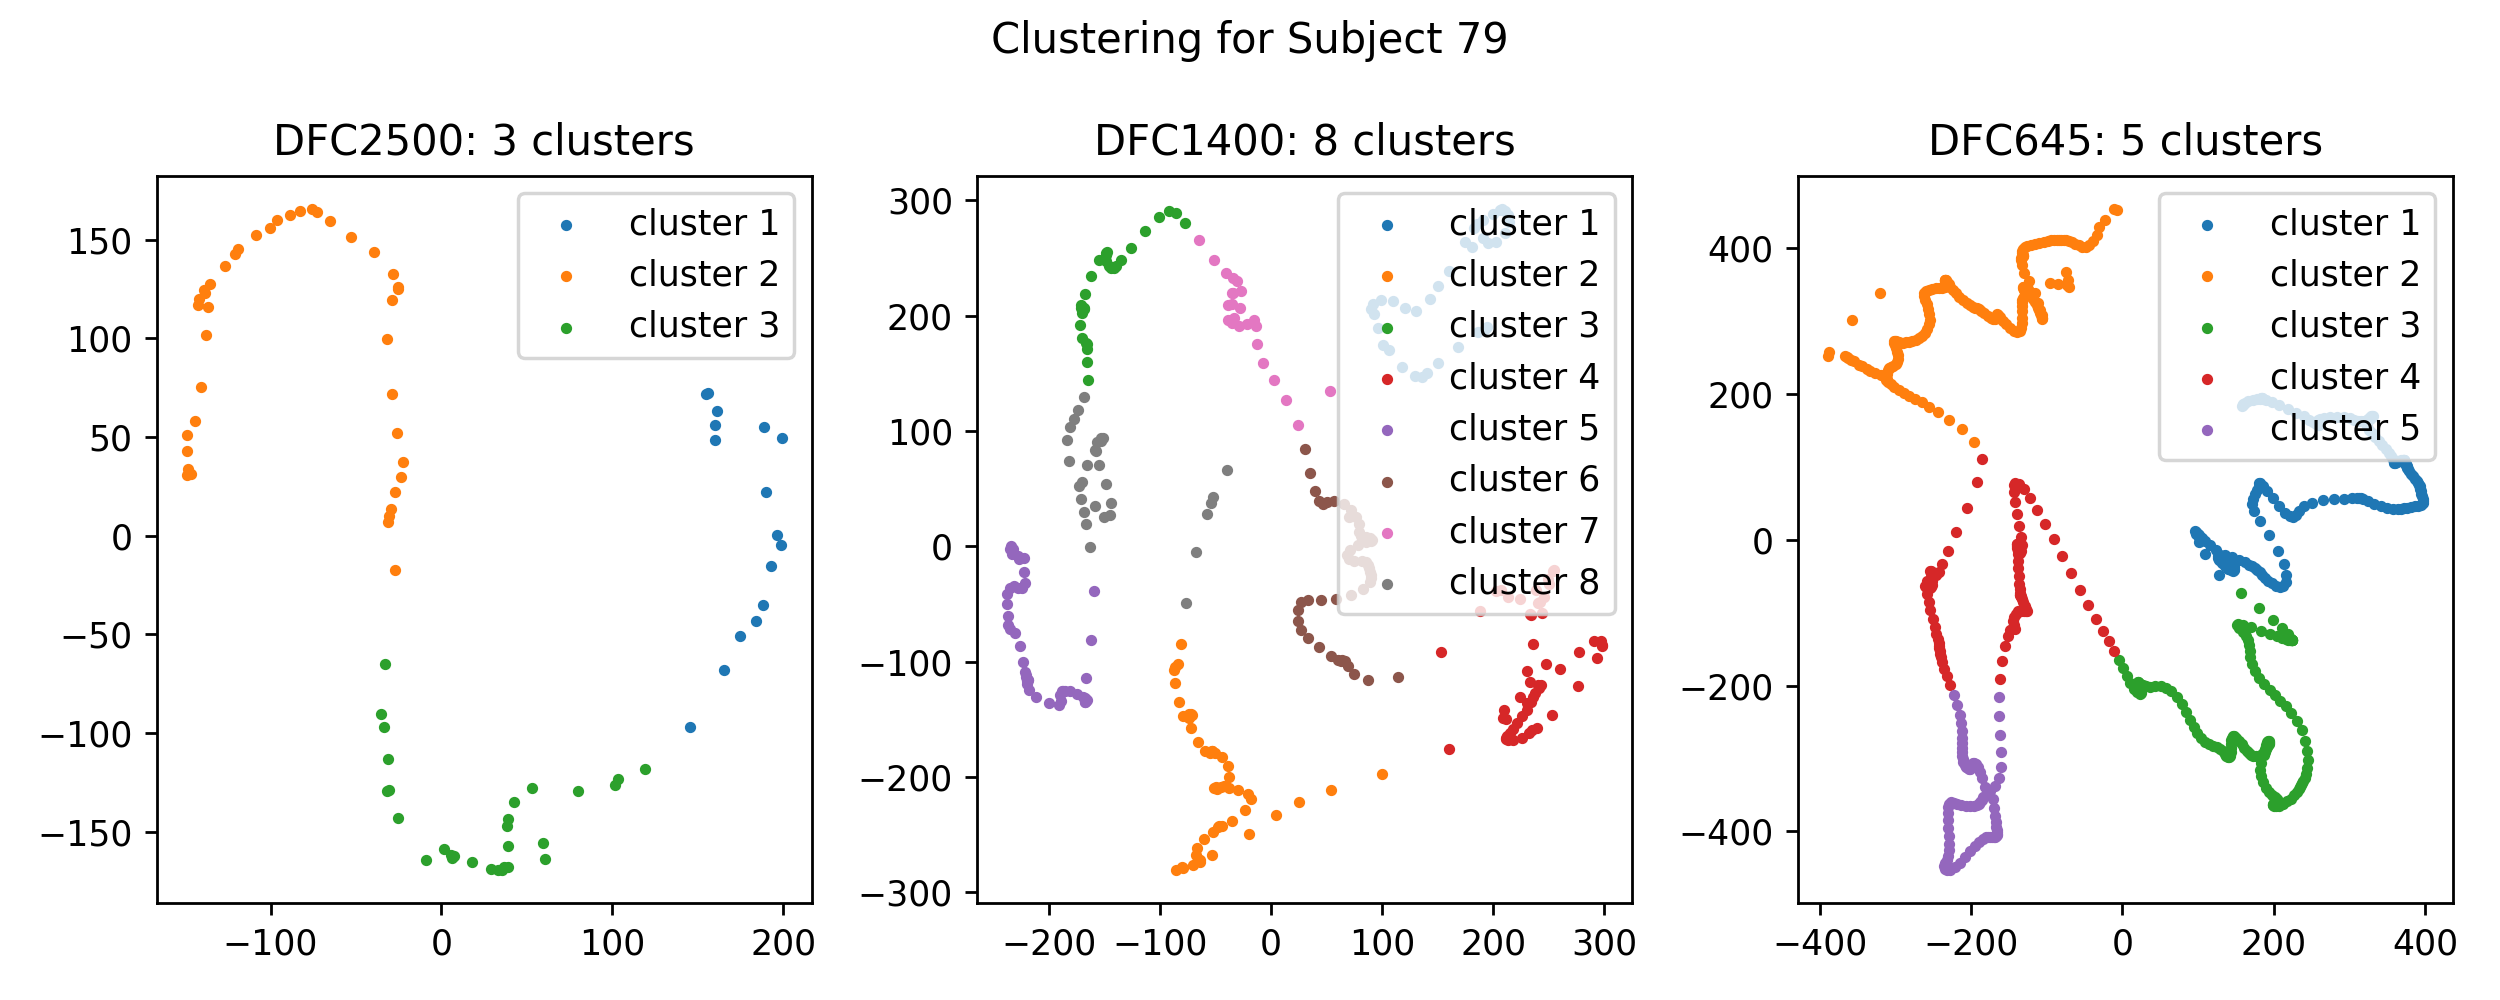 Clustering for Subject 79
DFC2500: 3 clusters
150
100
50
0
−50
−100
−150
−100
0
100
200
cluster 1
cluster 2
cluster 3
DFC1400: 8 clusters
300
200
100
0
−100
−200
−300
−200
−100
0
100
200
300
cluster 1
cluster 2
cluster 3
cluster 4
cluster 5
cluster 6
cluster 7
cluster 8
DFC645: 5 clusters
400
200
0
−200
−400
−400
−200
0
200
400
cluster 1
cluster 2
cluster 3
cluster 4
cluster 5